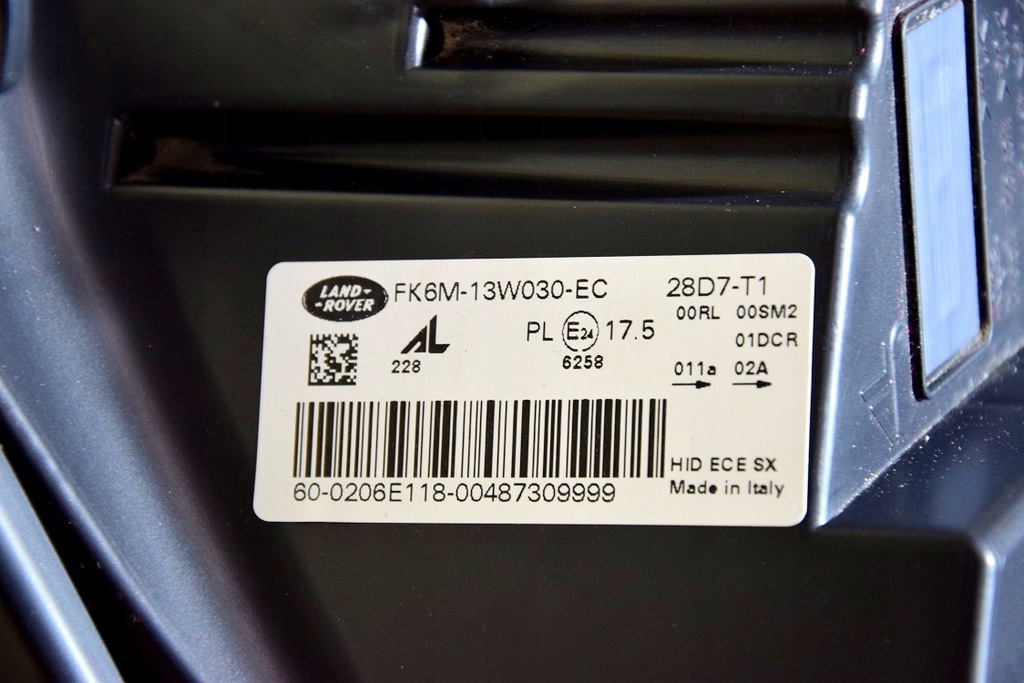 LAND-
-ROVER
FK6M-13W030-EC
28D7-T1
00RL 00SM2
01DCR
AL
228
PL E24 17.5
6258
011a 02A
60-0206E118-00487309999
HID ECE SX
Made in Italy